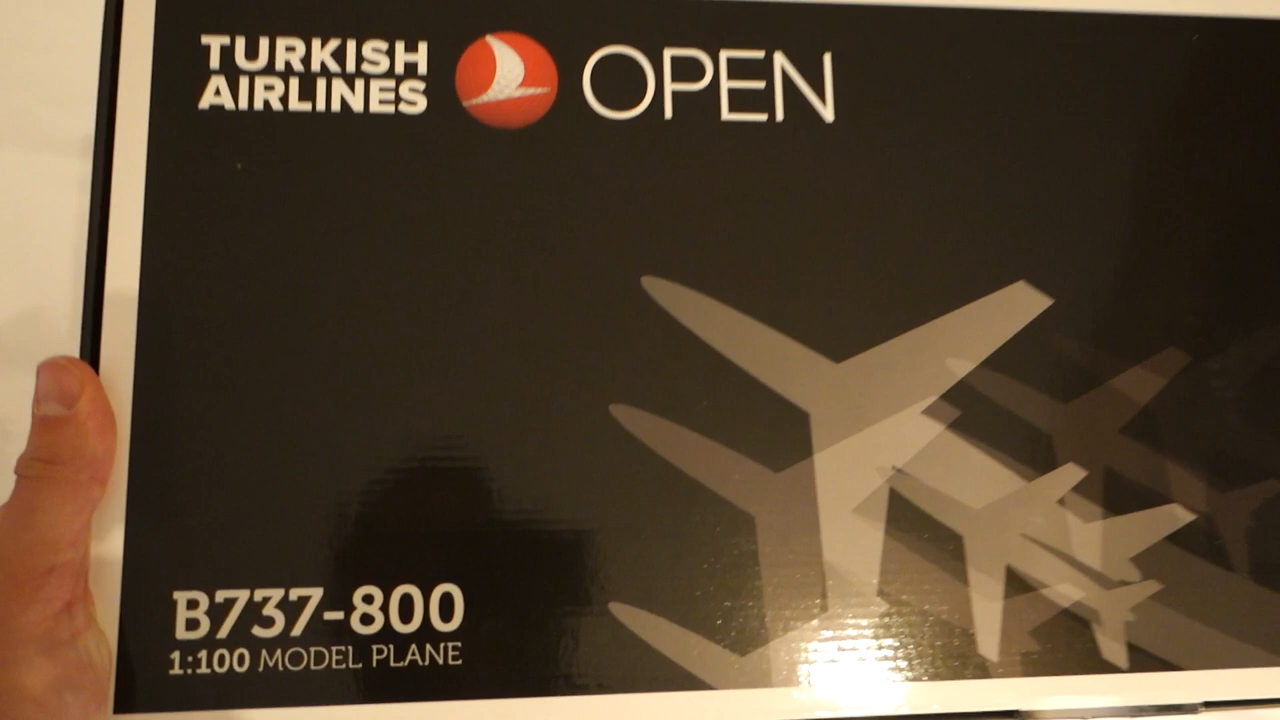 TURKISH
AIRLINES
OPEN
B737-800
1:100 MODEL PLANE